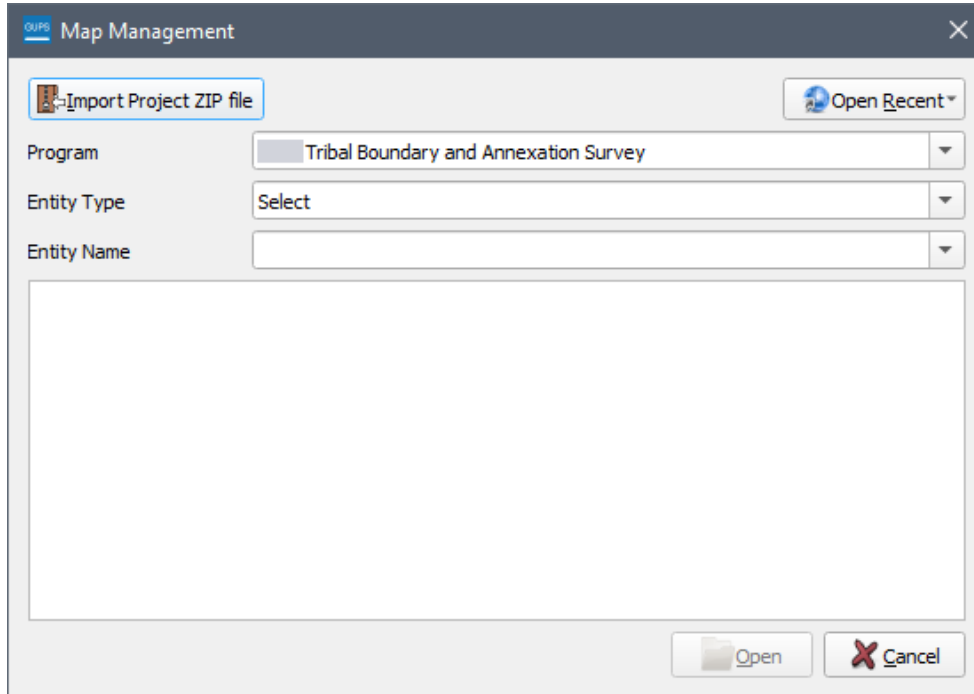 GUPS Map Management
Import Project ZIP file
Open Recent
Program Tribal Boundary and Annexation Survey
Entity Type Select
Entity Name
Open Cancel